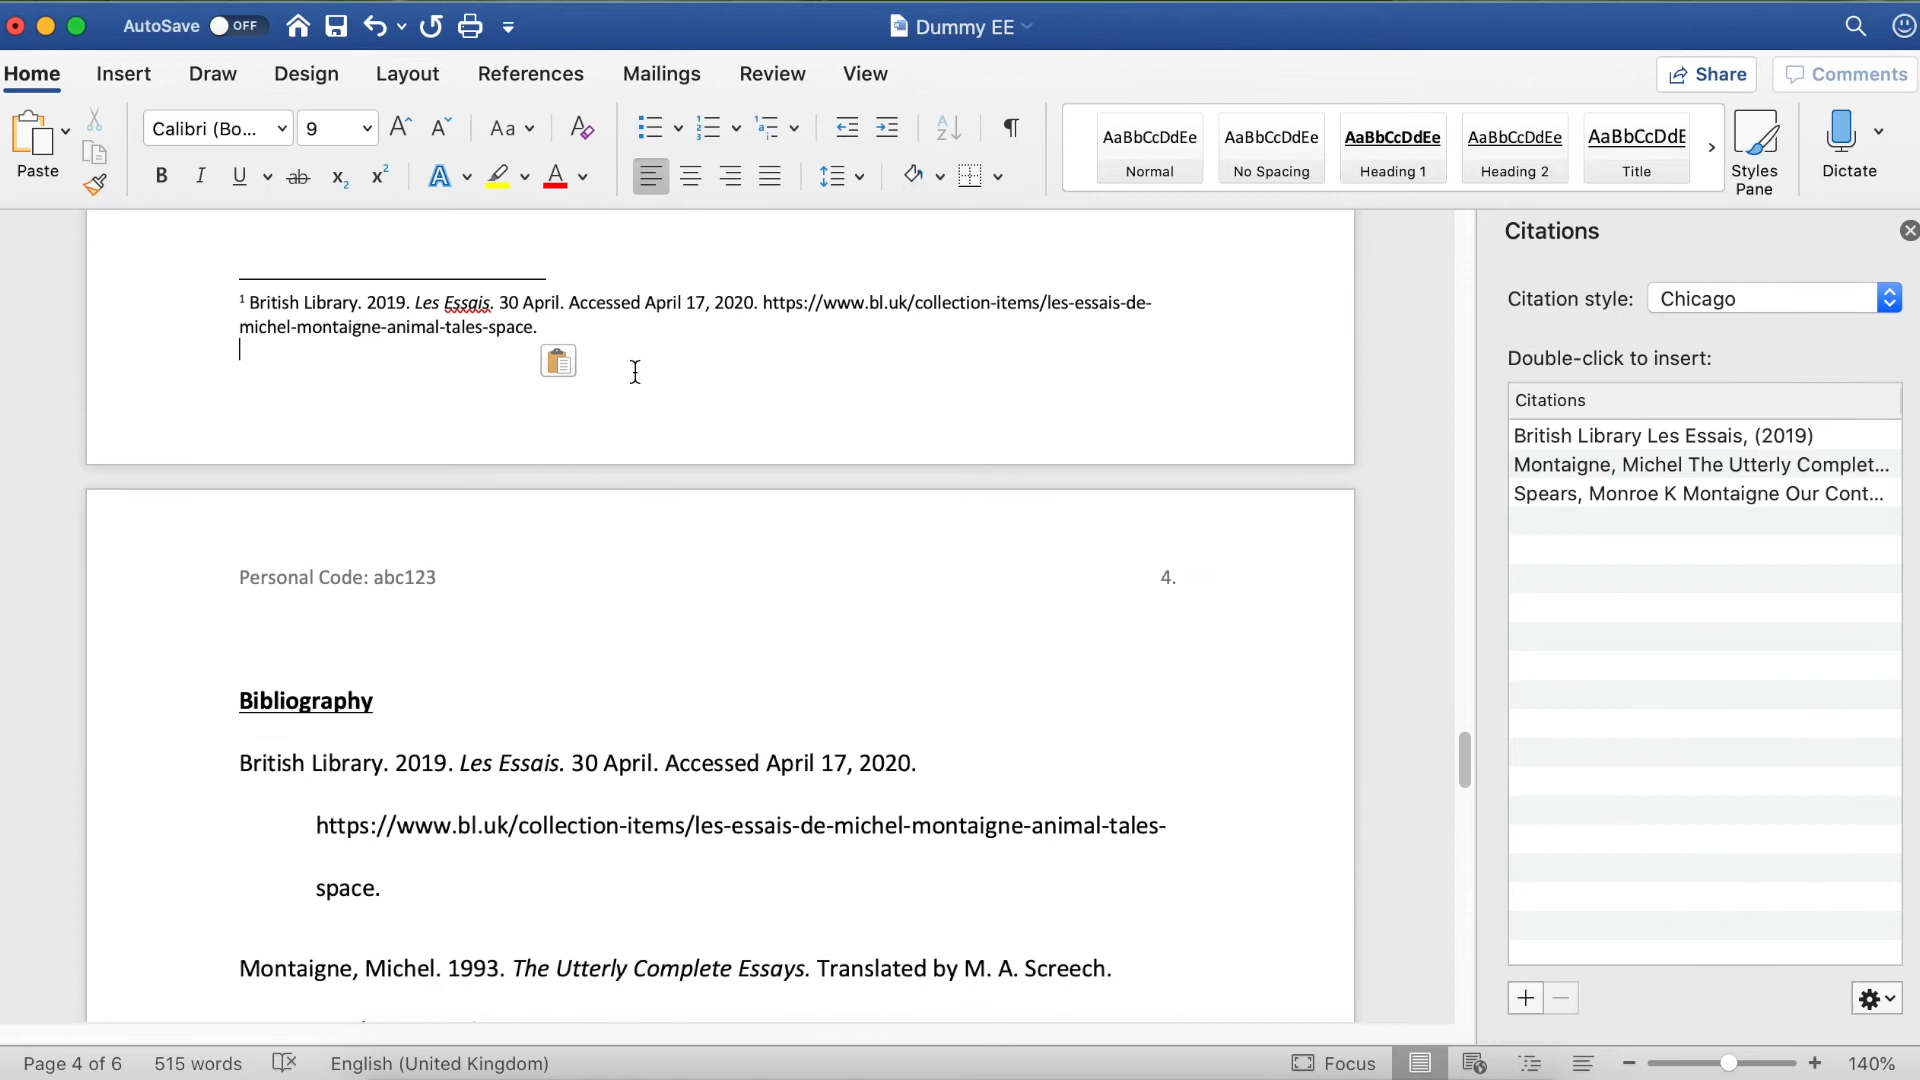 AutoSave OFF Dummy EE
Home Insert Draw Design Layout References Mailings Review View Share Comments
Calibri (Bo... 9 Aa
AaBbCcDdEe AaBbCcDdEe AaBbCcDdEe AaBbCcDdEe AaBbCcDdE
Paste Normal No Spacing Heading 1 Heading 2 Title Styles Pane Dictate
Citations
Citation style: Chicago
Double-click to insert:
Citations
British Library Les Essais, (2019)
Montaigne, Michel The Utterly Complet...
Spears, Monroe K Montaigne Our Cont...
1 British Library. 2019. Les Essais. 30 April. Accessed April 17, 2020. https://www.bl.uk/collection-items/les-essais-de-
michel-montaigne-animal-tales-space.
Personal Code: abc123 4.
Bibliography
British Library. 2019. Les Essais. 30 April. Accessed April 17, 2020.
https://www.bl.uk/collection-items/les-essais-de-michel-montaigne-animal-tales-
space.
Montaigne, Michel. 1993. The Utterly Complete Essays. Translated by M. A. Screech.
Page 4 of 6 515 words English (United Kingdom) Focus 140%